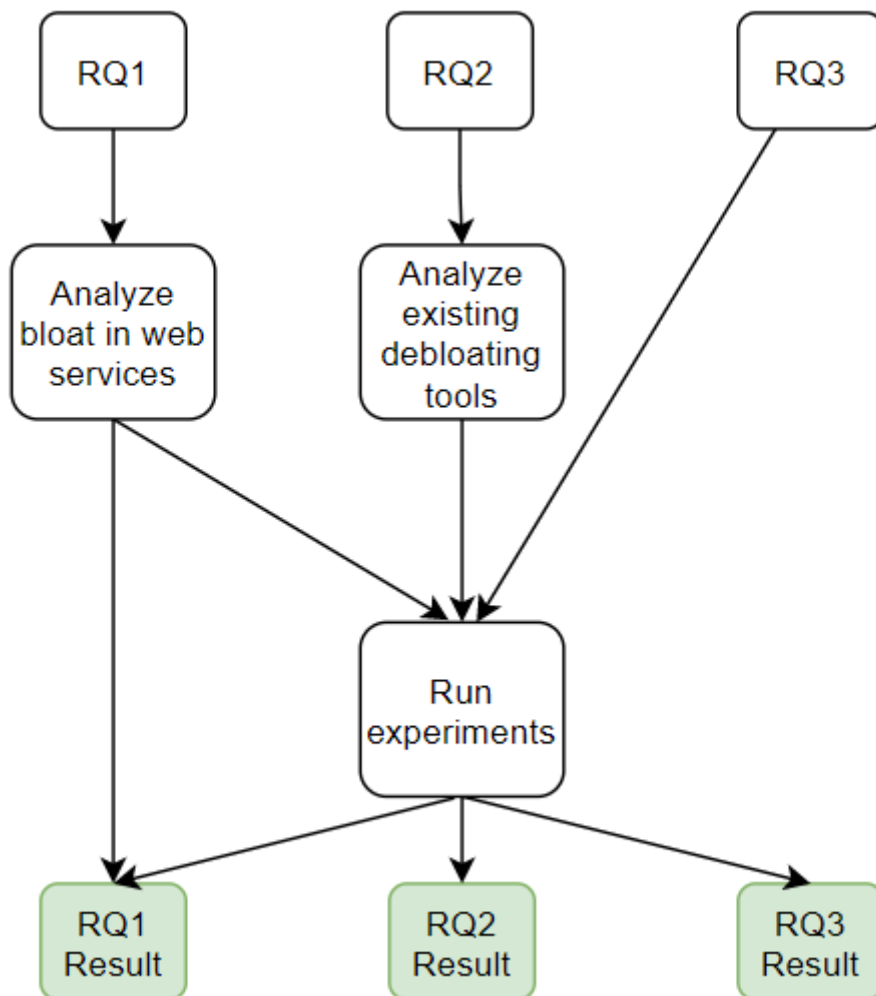 RQ1
RQ2
RQ3
Analyze
bloat in web
services
Analyze
existing
debloating
tools
Run
experiments
RQ1
Result
RQ2
Result
RQ3
Result